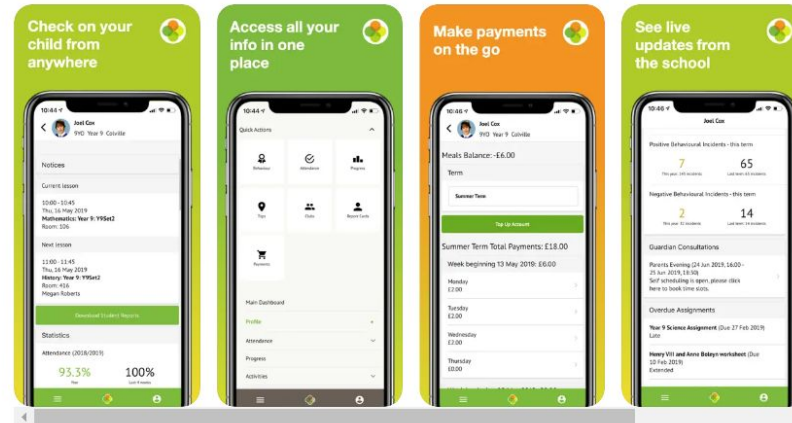 Check on your
child from
anywhere
10:44
Joel Cox
9YO Year 9 Colville
Notices
Current lesson
10:00 - 10:45
Thu, 16 May 2019
Mathematics: Year 9: Y9Set2
Room: 106
Next lesson
11:00 - 11:45
Thu, 16 May 2019
History: Year 9: Y9Set2
Room: 416
Megan Roberts
Download Student Reports
Statistics
Attendance (2018/2019)
93.3%
100%
Year
Last 4 weeks
Access all your
info in one
place
10:44
Quick Actions
Behaviour
Attendance
Progress
Trips
Clubs
Report Cards
Payments
Main Dashboard
Profile
Attendance
Progress
Activities
Make payments
on the go
10:46
Joel Cox
9YO Year 9 Colville
Meals Balance: -£6.00
Term
Summer Term
Top Up Account
Summer Term Total Payments: £18.00
Week beginning 13 May 2019: £6.00
Monday
£2.00
Tuesday
£2.00
Wednesday
£2.00
Thursday
£0.00
See live
updates from
the school
10:46
Joel Cox
Positive Behavioural Incidents - this term
7
65
Negative Behavioural Incidents - this term
2
14
Guardian Consultations
Parents Evening (24 Jun 2019, 16:00 -
25 Jun 2019, 18:30)
Self scheduling is open, please click
here to book time slots.
Overdue Assignments
Year 9 Science Assignment (Due 27 Feb 2019)
Late
Henry VIII and Anne Boleyn worksheet (Due
10 Feb 2019)
Extended